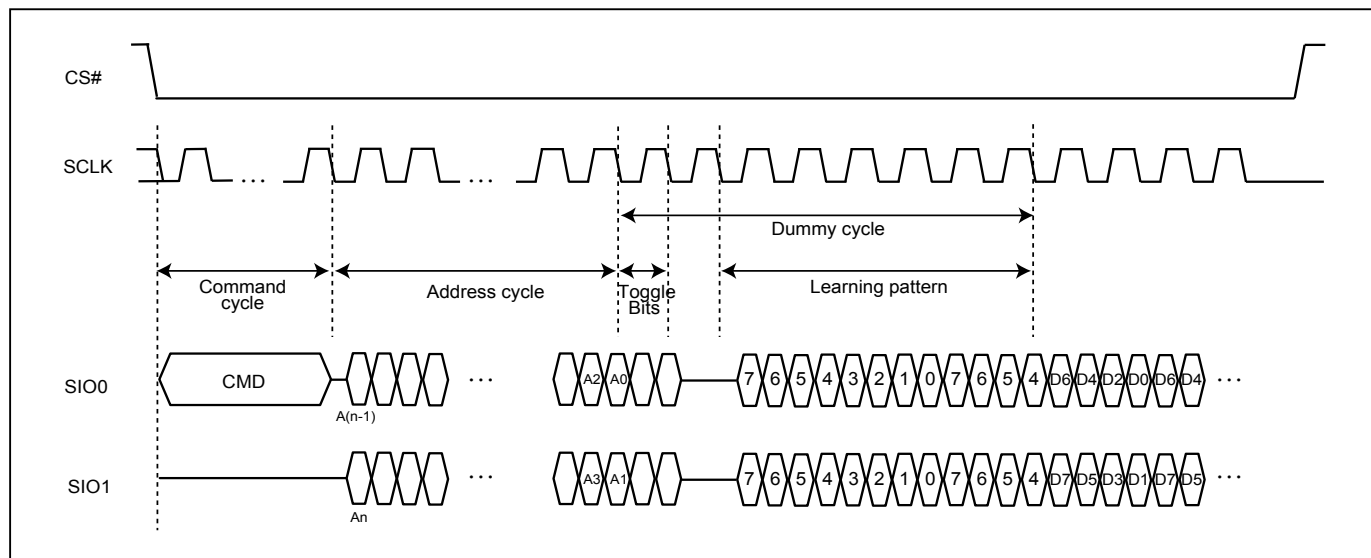 CS#
SCLK
...
...
Dummy cycle
Command
cycle
Address cycle
Toggle
Bits
Learning pattern
SIO0
CMD
A(n-1)
...
A2 A0
7 6 5 4 3 2 1 0 7 6 5 4 D6 D4 D2 D0 D6 D4
...
SIO1
An
...
A3 A1
7 6 5 4 3 2 1 0 7 6 5 4 D7 D5 D3 D1 D7 D5
...